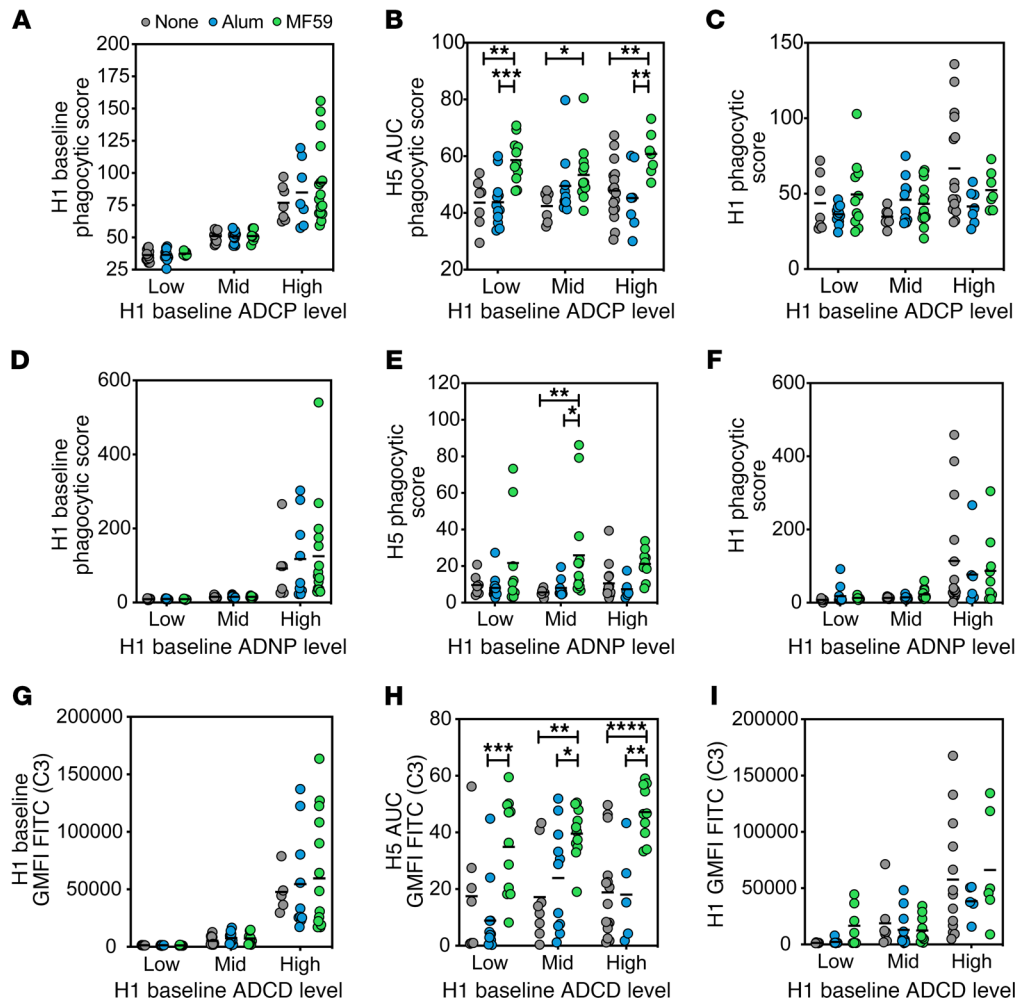 A
None Alum MF59
H1 baseline
phagocytic score
200
175
150
125
100
75
50
25
Low Mid High
H1 baseline ADCP level
B
H5 AUC
phagocytic score
100
80
60
40
20
** * **
*** **
Low Mid High
H1 baseline ADCP level
C
H1 phagocytic
score
150
100
50
0
Low Mid High
H1 baseline ADCP level
D
H1 baseline
phagocytic score
600
400
200
0
Low Mid High
H1 baseline ADNP level
E
H5 phagocytic
score
120
100
80
60
40
20
0
**
*
Low Mid High
H1 baseline ADNP level
F
H1 phagocytic
score
600
400
200
0
Low Mid High
H1 baseline ADNP level
G
H1 baseline
GMFI FITC (C3)
200000
150000
100000
50000
0
Low Mid High
H1 baseline ADCD level
H
H5 AUC
GMFI FITC (C3)
80
60
40
20
0
** ****
*** * **
Low Mid High
H1 baseline ADCD level
I
H1 GMFI FITC (C3)
200000
150000
100000
50000
0
Low Mid High
H1 baseline ADCD level